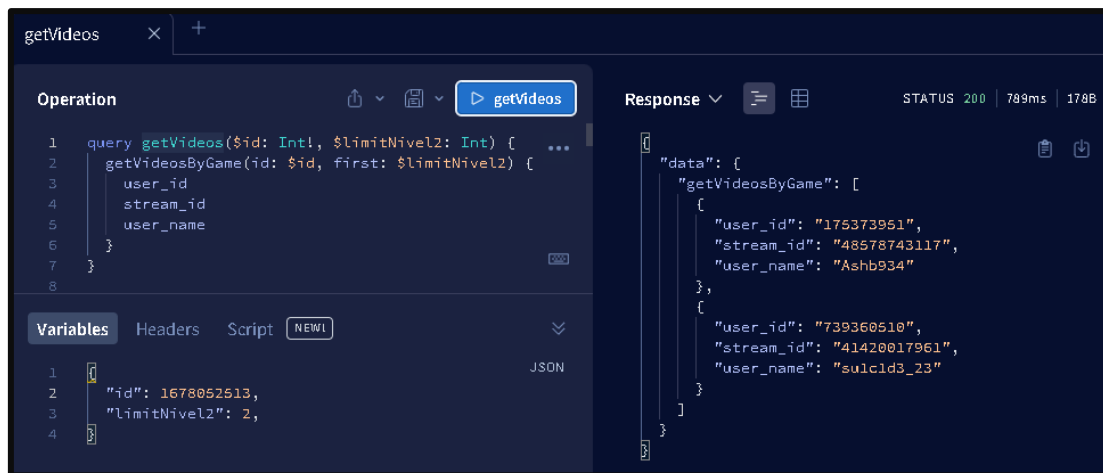 getVideos
Operation
getVideos
1 query getVideos($id: Int!, $limitNivel2: Int) {
2 getVideosByGame(id: $id, first: $limitNivel2) {
3 user_id
4 stream_id
5 user_name
6 }
7 }
8
Variables Headers Script NEW!
JSON
1 {
2 "id": 1678052513,
3 "limitNivel2": 2,
4 }
Response STATUS 200 789ms 178B
{
"data": {
"getVideosByGame": [
{
"user_id": "175373951",
"stream_id": "48578743117",
"user_name": "Ashb934"
},
{
"user_id": "739360510",
"stream_id": "41420017961",
"user_name": "su1c1d3_23"
}
]
}
}